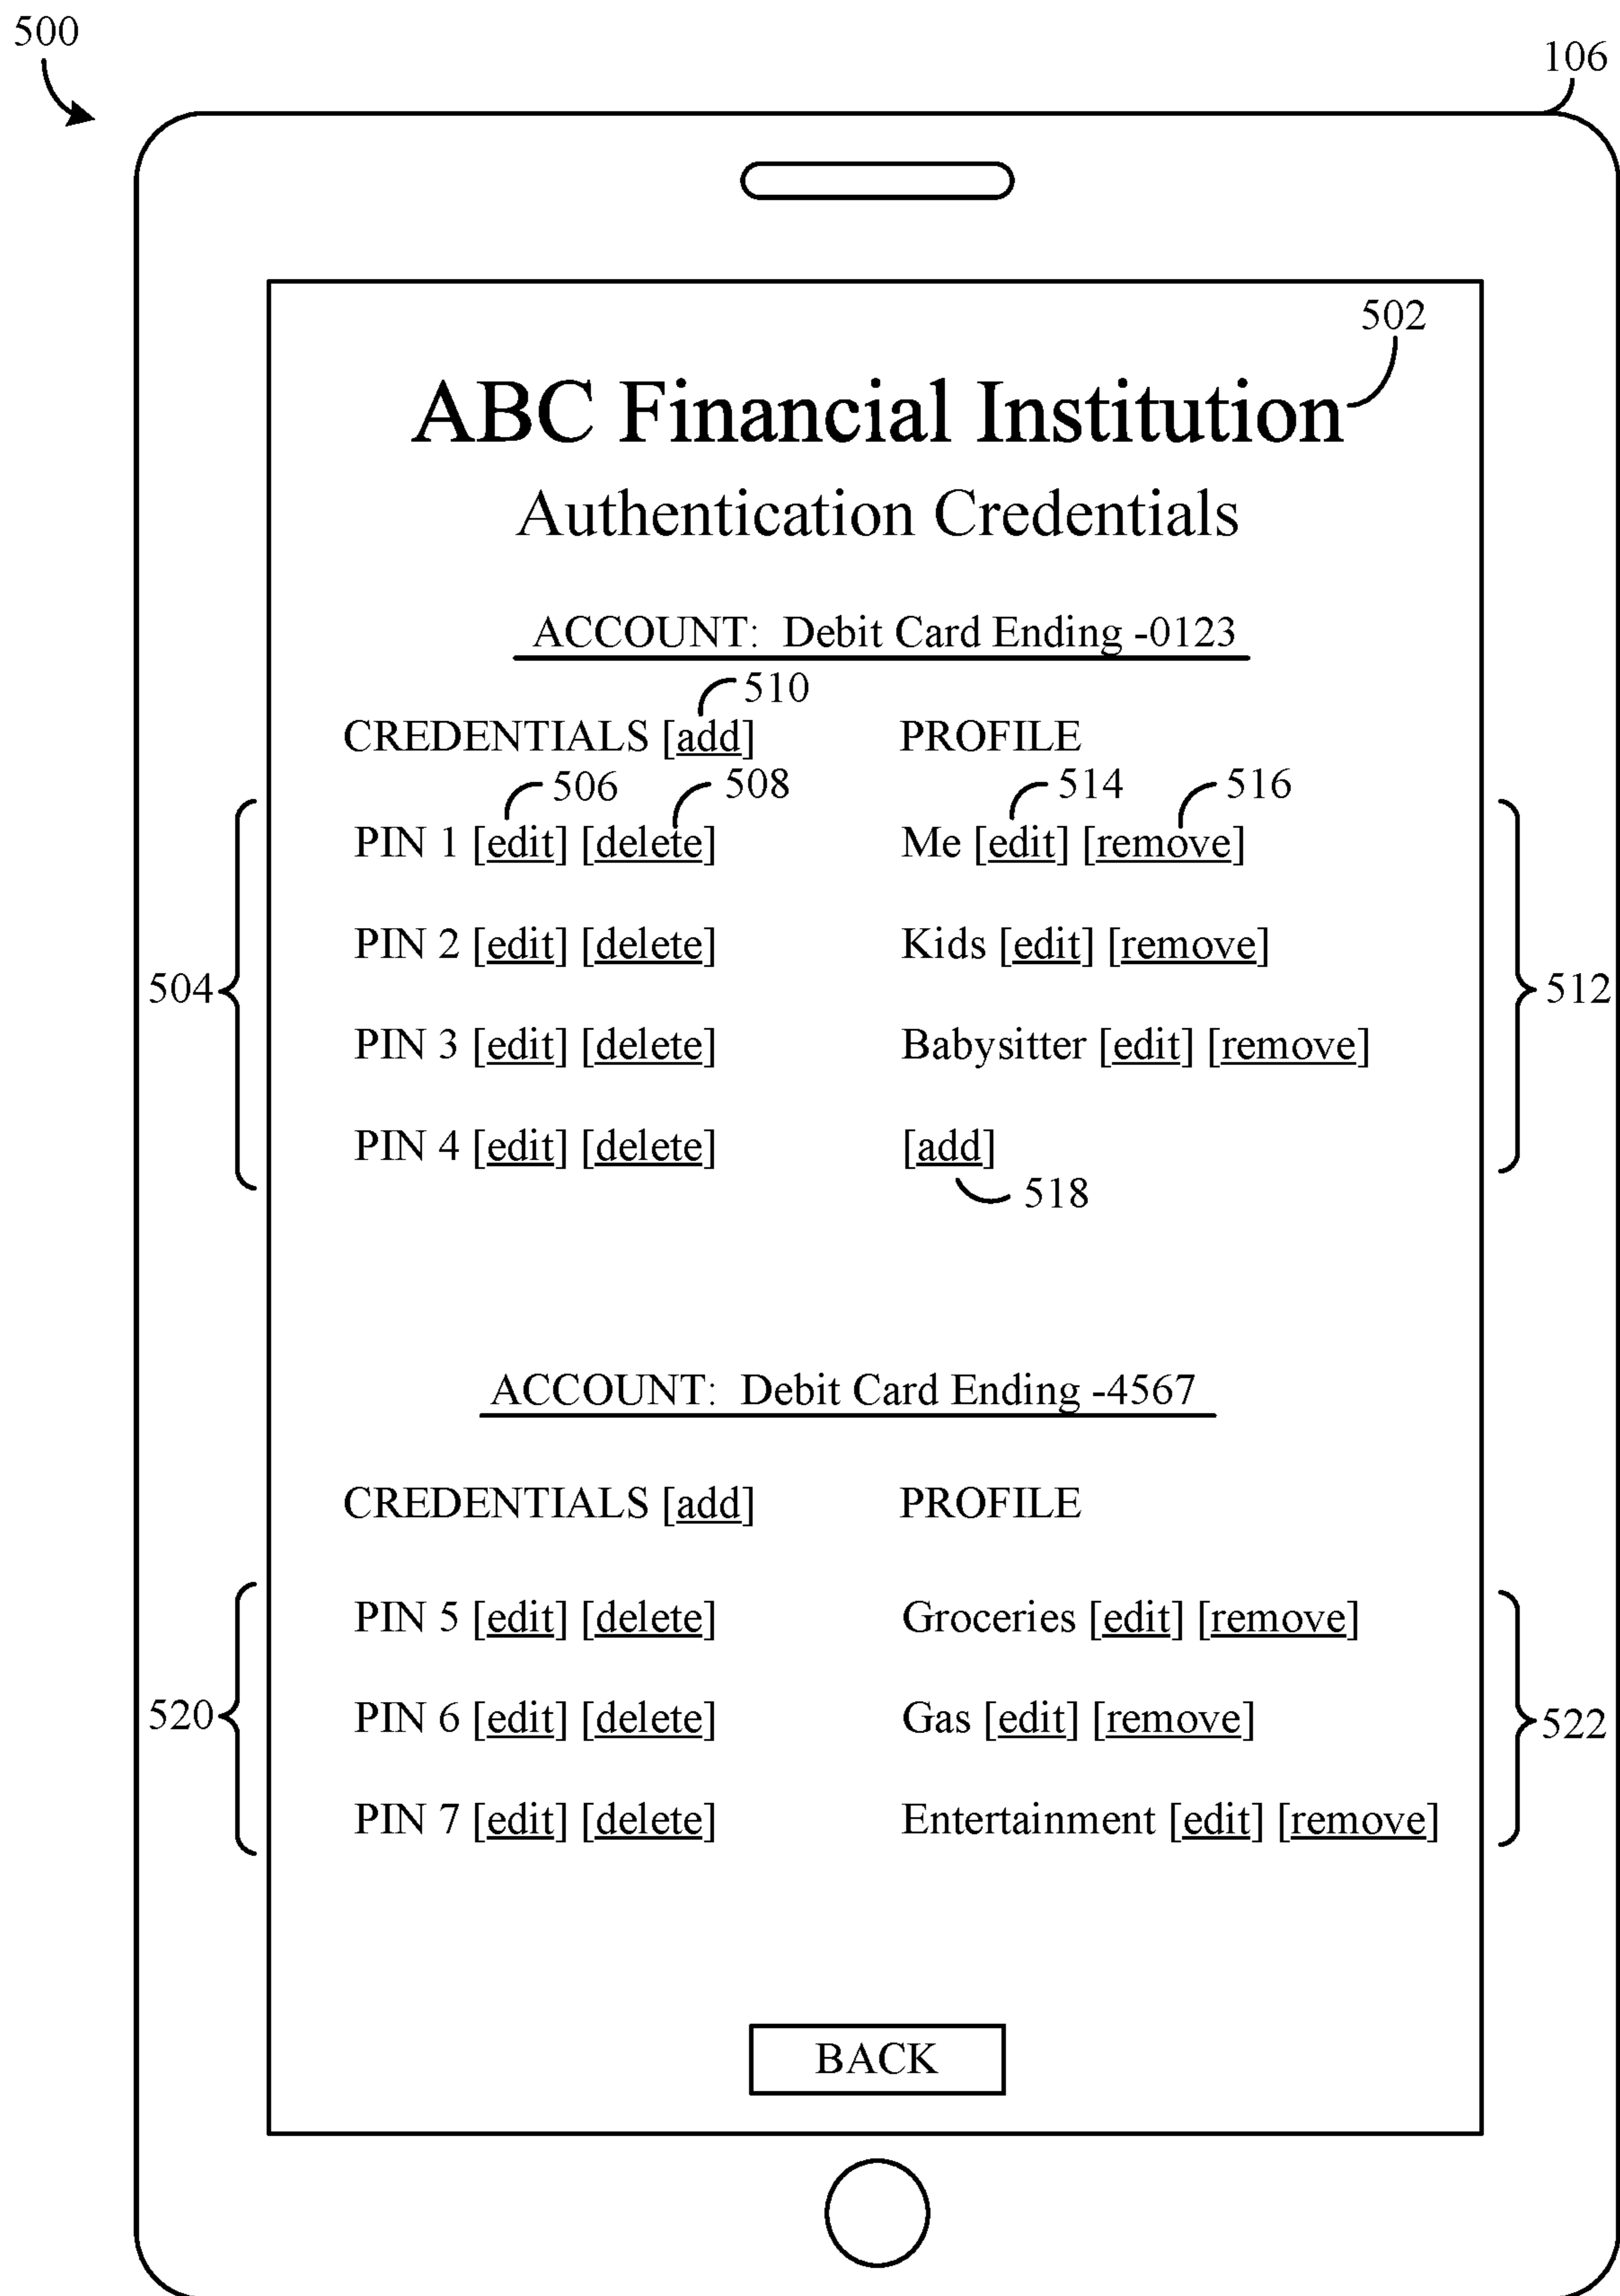 500
106
502
ABC Financial Institution
Authentication Credentials
ACCOUNT: Debit Card Ending -0123
510
CREDENTIALS [add] PROFILE
506 508 514 516
PIN 1 [edit] [delete] Me [edit] [remove]
PIN 2 [edit] [delete] Kids [edit] [remove]
504 512
PIN 3 [edit] [delete] Babysitter [edit] [remove]
PIN 4 [edit] [delete] [add]
518
ACCOUNT: Debit Card Ending -4567
CREDENTIALS [add] PROFILE
PIN 5 [edit] [delete] Groceries [edit] [remove]
520 PIN 6 [edit] [delete] Gas [edit] [remove] 522
PIN 7 [edit] [delete] Entertainment [edit] [remove]
BACK